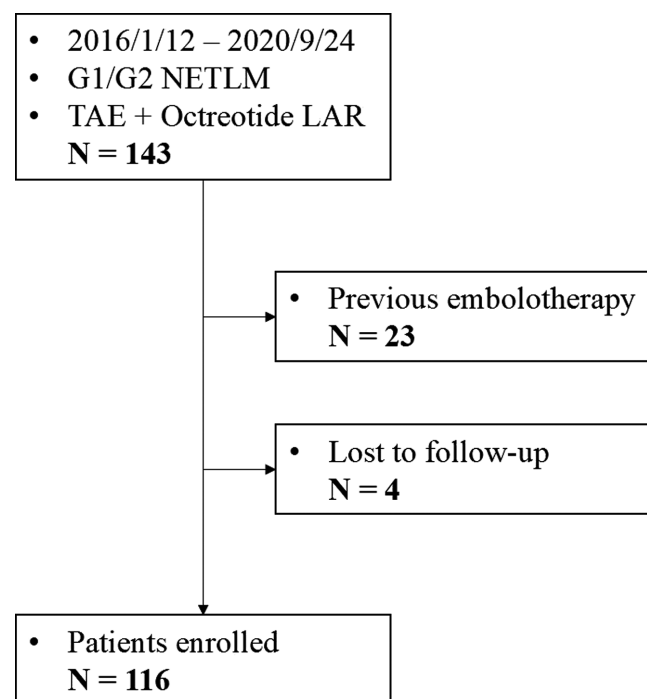 • 2016/1/12 – 2020/9/24
• G1/G2 NETLM
• TAE + Octreotide LAR
N = 143
• Previous embolotherapy
N = 23
• Lost to follow-up
N = 4
• Patients enrolled
N = 116